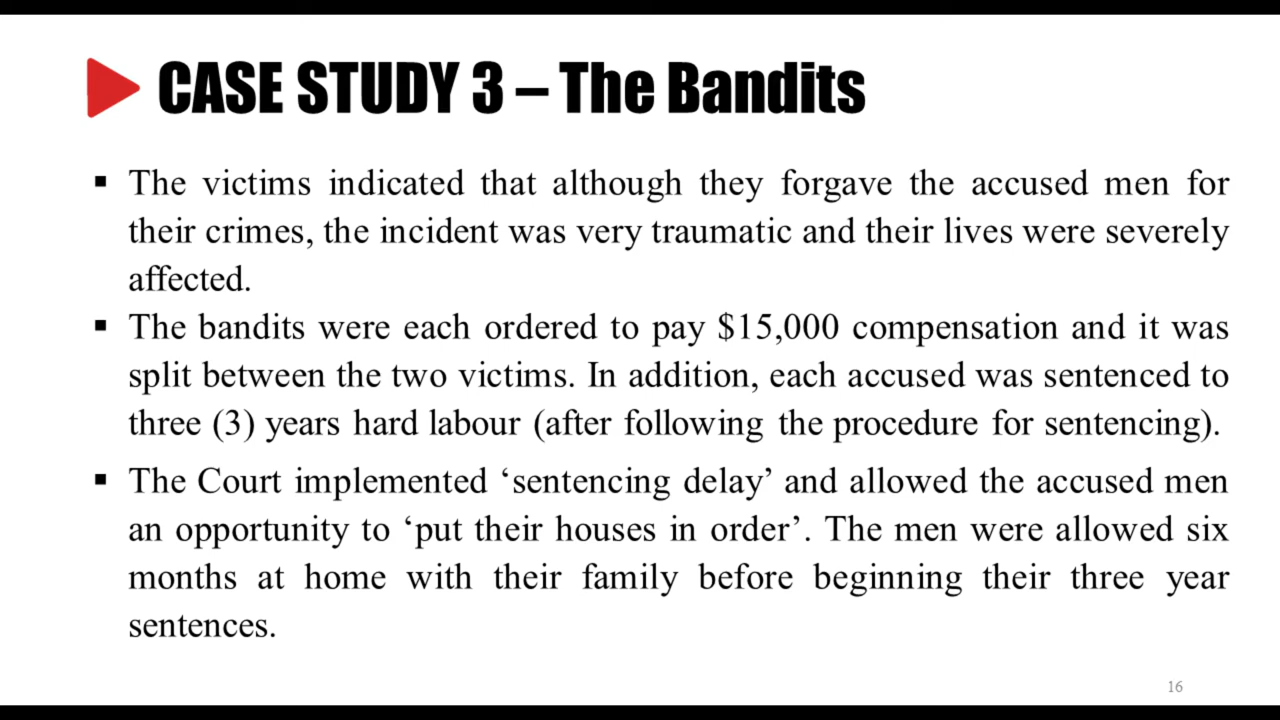 CASE STUDY 3 – The Bandits
▪ The victims indicated that although they forgave the accused men for
their crimes, the incident was very traumatic and their lives were severely
affected.
▪ The bandits were each ordered to pay $15,000 compensation and it was
split between the two victims. In addition, each accused was sentenced to
three (3) years hard labour (after following the procedure for sentencing).
▪ The Court implemented ‘sentencing delay’ and allowed the accused men
an opportunity to ‘put their houses in order’. The men were allowed six
months at home with their family before beginning their three year
sentences.
16